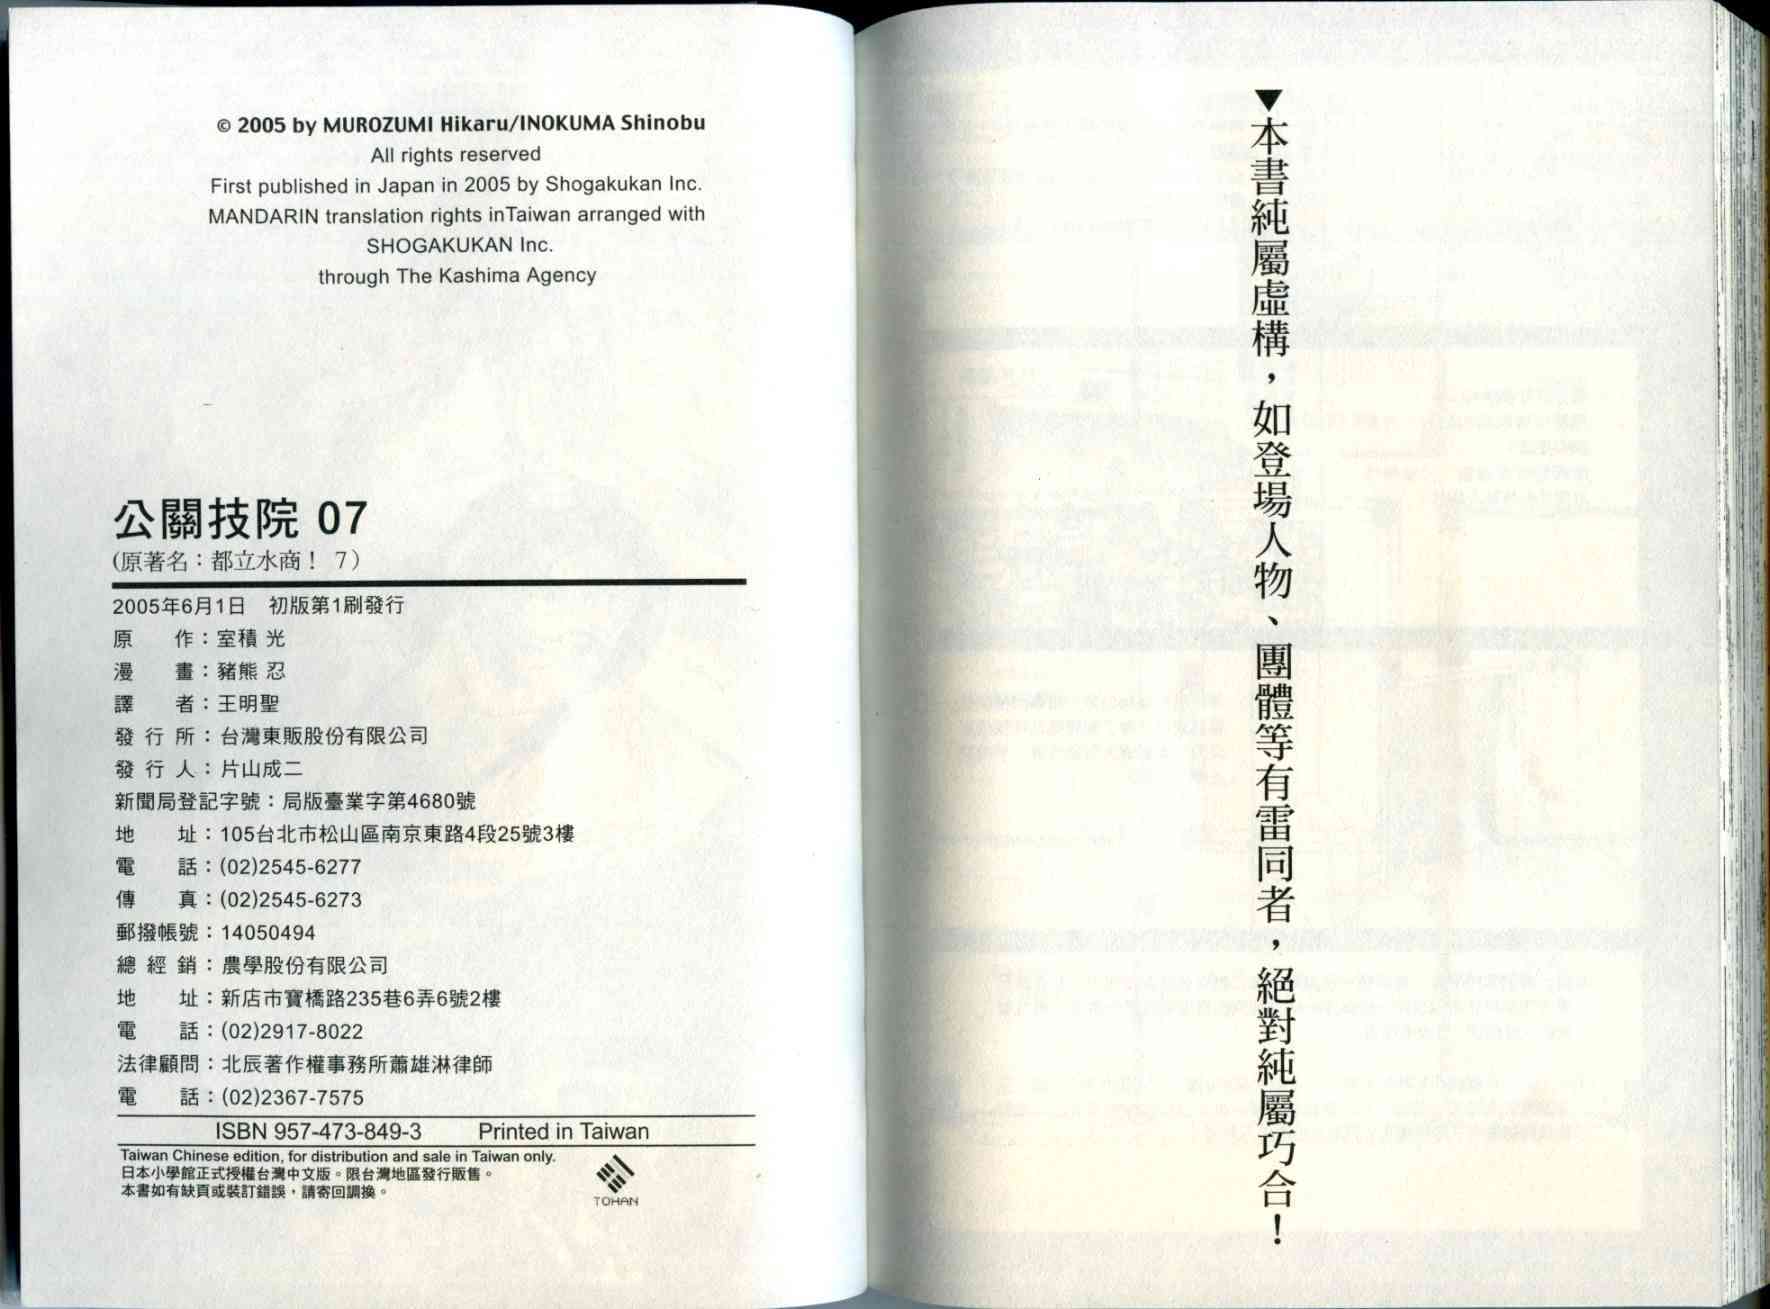 © 2005 by MUROZUMI Hikaru/INOKUMA Shinobu
All rights reserved
First published in Japan in 2005 by Shogakukan Inc.
MANDARIN translation rights inTaiwan arranged with
SHOGAKUKAN Inc.
through The Kashima Agency
公關技院 07
(原著名：都立水商！ 7）
2005年6月1日　初版第1刷發行
原　　作：室積 光
漫　　畫：豬熊 忍
譯　　者：王明聖
發 行 所：台灣東販股份有限公司
發 行 人：片山成二
新聞局登記字號：局版臺業字第4680號
地　　址：105台北市松山區南京東路4段25號3樓
電　　話：(02)2545-6277
傳　　真：(02)2545-6273
郵撥帳號：14050494
總 經 銷：農學股份有限公司
地　　址：新店市寶橋路235巷6弄6號2樓
電　　話：(02)2917-8022
法律顧問：北辰著作權事務所蕭雄淋律師
電　　話：(02)2367-7575
ISBN 957-473-849-3　　Printed in Taiwan
Taiwan Chinese edition, for distribution and sale in Taiwan only.
日本小學館正式授權台灣中文版。限台灣地區發行販售。
本書如有缺頁或裝訂錯誤，請寄回調換。
TOHAN
▼本書純屬虛構，如登場人物、團體等有雷同者，絕對純屬巧合！